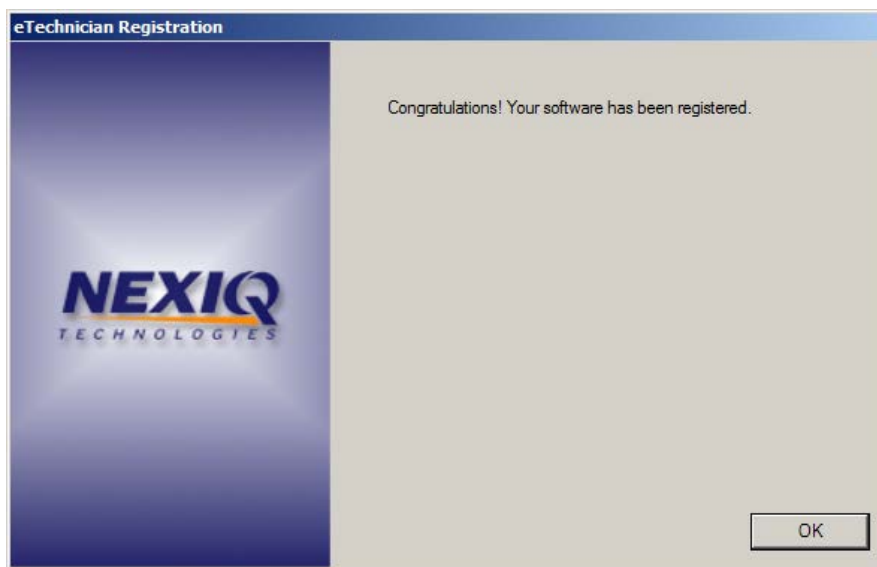 eTechnician Registration
Congratulations! Your software has been registered.
NEXIQ
TECHNOLOGIES
OK